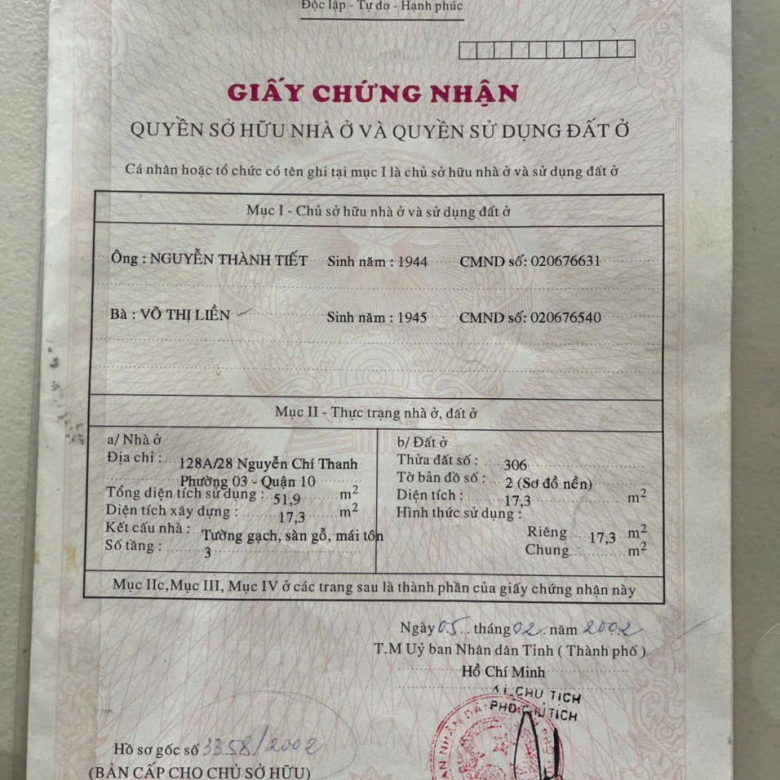 Độc lập - Tự do - Hạnh phúc
GIẤY CHỨNG NHẬN
QUYỀN SỞ HỮU NHÀ Ở VÀ QUYỀN SỬ DỤNG ĐẤT Ở
Cá nhân hoặc tổ chức có tên ghi tại mục I là chủ sở hữu nhà ở và sử dụng đất ở
Mục I - Chủ sở hữu nhà ở và sử dụng đất ở
Ông : NGUYỄN THÀNH TIẾT Sinh năm : 1944 CMND số: 020676631
Bà : VÕ THỊ LIỀN Sinh năm : 1945 CMND số: 020676540
Mục II - Thực trạng nhà ở, đất ở
a/ Nhà ở
Địa chỉ : 128A/28 Nguyễn Chí Thanh
Phường 03 - Quận 10
Tổng diện tích sử dụng : 51,9 m2
Diện tích xây dựng : 17,3 m2
Kết cấu nhà : Tường gạch, sàn gỗ, mái tôn
Số tầng : 3
b/ Đất ở
Thửa đất số : 306
Tờ bản đồ số : 2 (Sơ đồ nền)
Diện tích : 17,3 m2
Hình thức sử dụng :
Riêng 17,3 m2
Chung m2
Mục IIc,Mục III, Mục IV ở các trang sau là thành phần của giấy chứng nhận này
Ngày 05 tháng 02 năm 2002
T.M Uỷ ban Nhân dân Tỉnh ( Thành phố )
Hồ Chí Minh
CHỦ TỊCH
PHÓ CHỦ TỊCH
Hồ sơ gốc số 3358/2002
(BẢN CẤP CHO CHỦ SỞ HỮU)